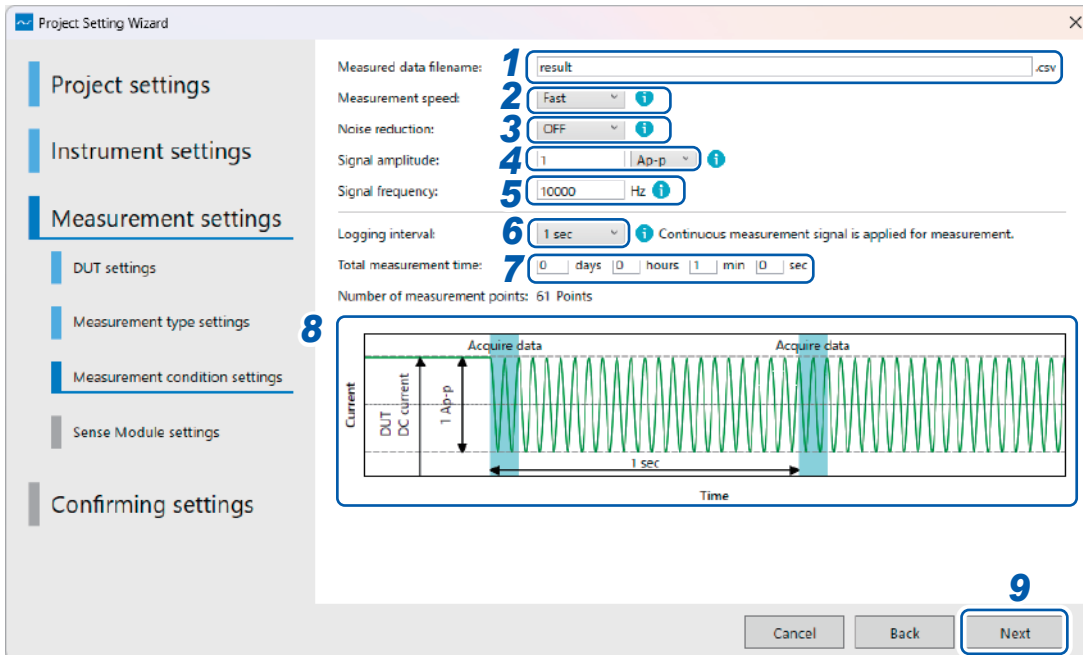 Project Setting Wizard
Project settings
Instrument settings
Measurement settings
DUT settings
Measurement type settings
Measurement condition settings
Sense Module settings
Confirming settings
Measured data filename: 1 result .csv
Measurement speed: 2 Fast
Noise reduction: 3 OFF
Signal amplitude: 4 1 Ap-p
Signal frequency: 5 10000 Hz
Logging interval: 6 1 sec Continuous measurement signal is applied for measurement.
Total measurement time: 7 0 days 0 hours 1 min 0 sec
Number of measurement points: 61 Points
8
Acquire data Acquire data
Current
DUT
DC current
1 Ap-p
1 sec
Time
9
Cancel Back Next